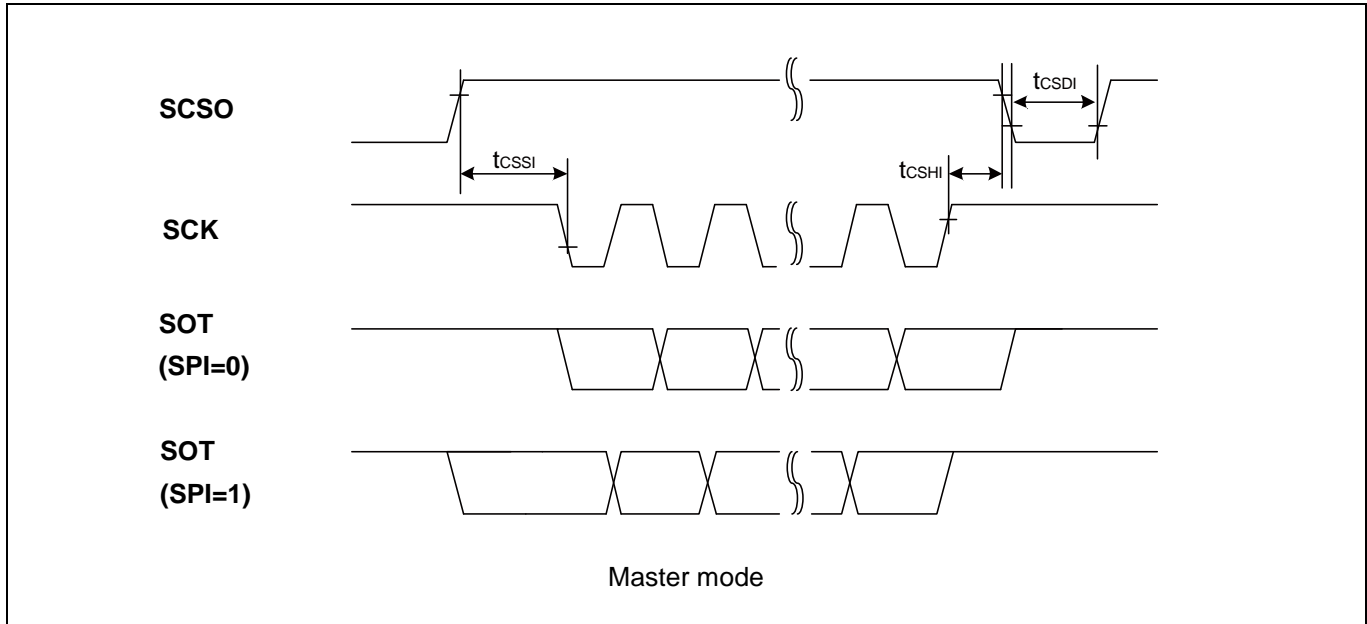 SCSO
tCSDI
tCSSI
tCSHI
SCK
SOT
(SPI=0)
SOT
(SPI=1)
Master mode